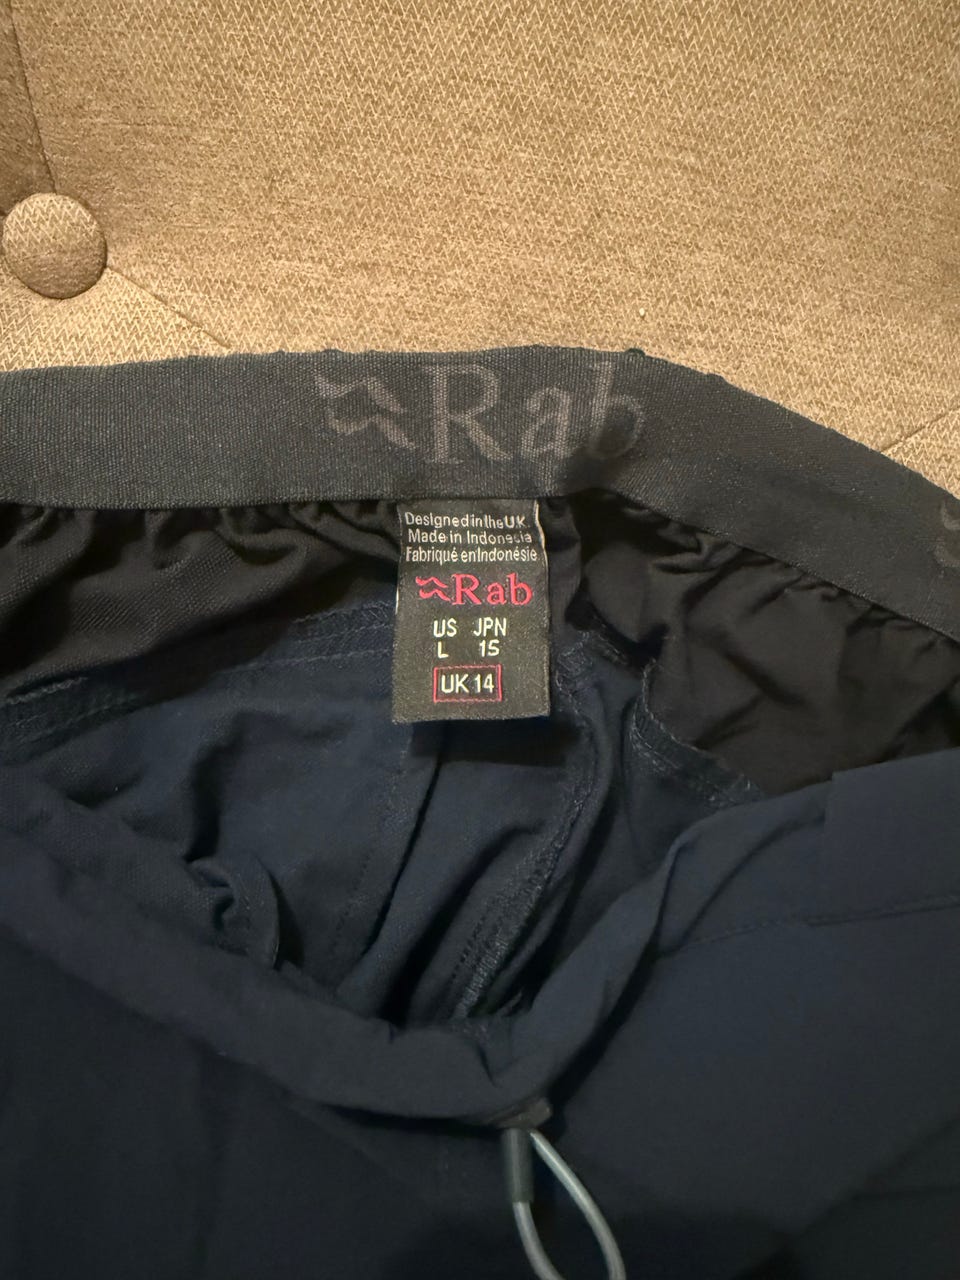 Rab
Designed in the UK.
Made in Indonesia
Fabriqué en Indonésie
Rab
US JPN
L 15
UK 14